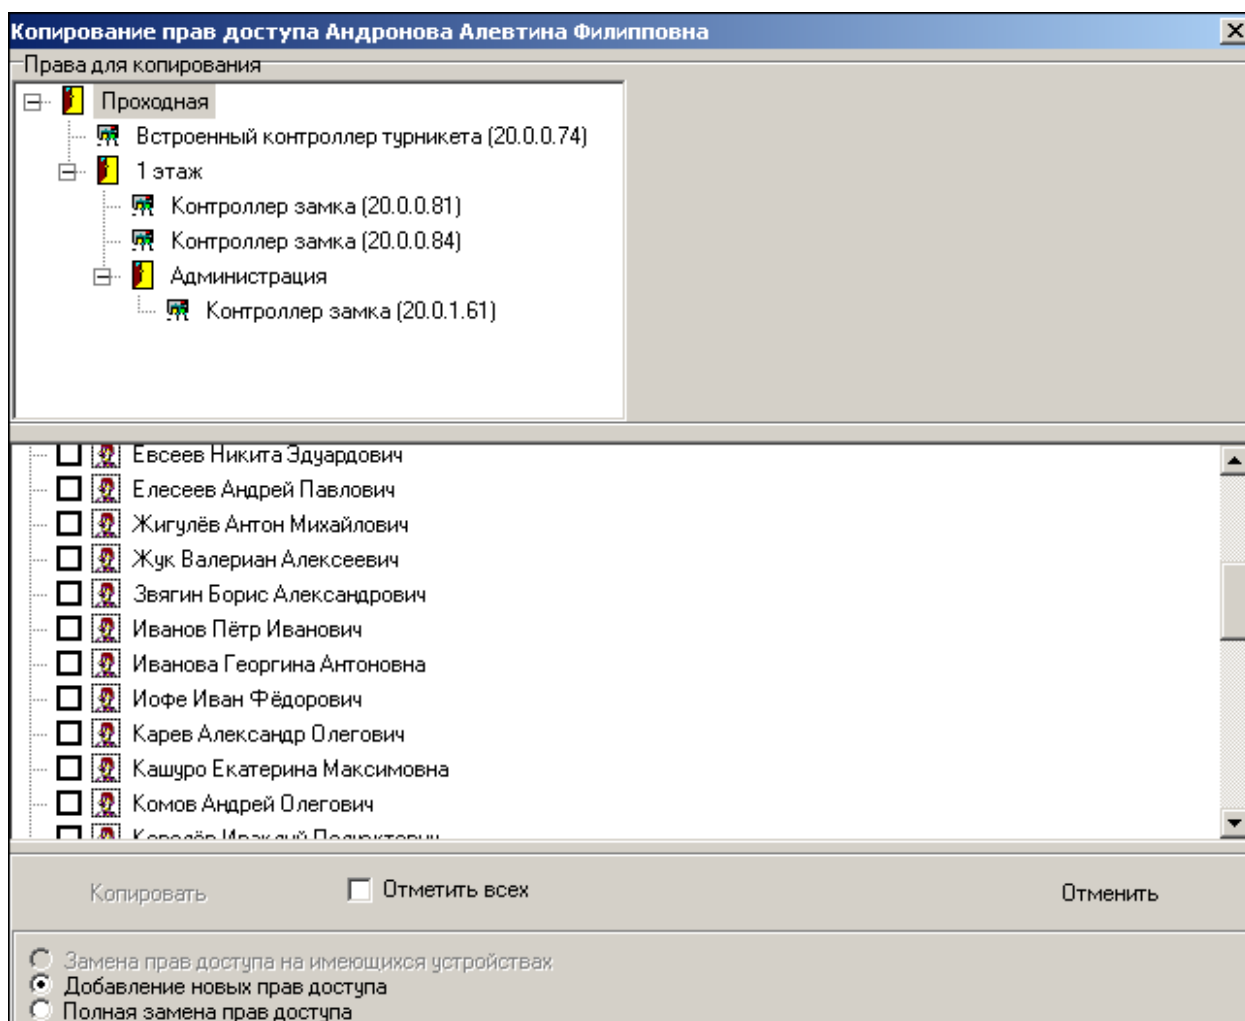 Копирование прав доступа Андронова Алевтина Филипповна
Права для копирования
Проходная
Встроенный контроллер турникета (20.0.0.74)
1 этаж
Контроллер замка (20.0.0.81)
Контроллер замка (20.0.0.84)
Администрация
Контроллер замка (20.0.1.61)
Евсеев Никита Эдуардович
Елесеев Андрей Павлович
Жигулёв Антон Михайлович
Жук Валериан Алексеевич
Звягин Борис Александрович
Иванов Пётр Иванович
Иванова Георгина Антоновна
Иофе Иван Фёдорович
Карев Александр Олегович
Кашуро Екатерина Максимовна
Комов Андрей Олегович
Королёв Ираклий Полуектович
Копировать
Отметить всех
Отменить
Замена прав доступа на имеющихся устройствах
Добавление новых прав доступа
Полная замена прав доступа